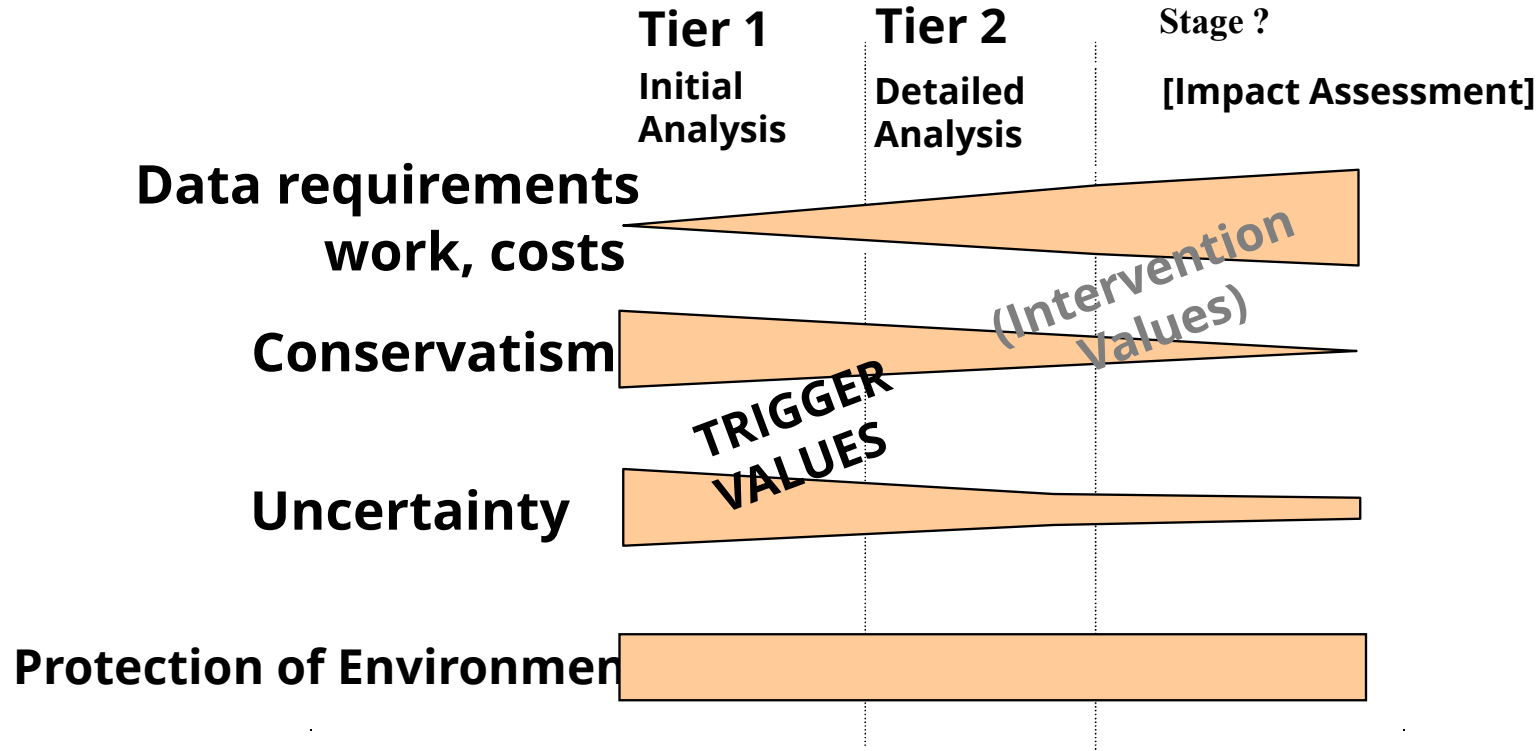 Tier 1
Tier 2
Stage ?
Initial
Analysis
Detailed
Analysis
[Impact Assessment]
Data requirements
work, costs
(Intervention
Values)
Conservatism
TRIGGER
VALUES
Uncertainty
Protection of Environmen